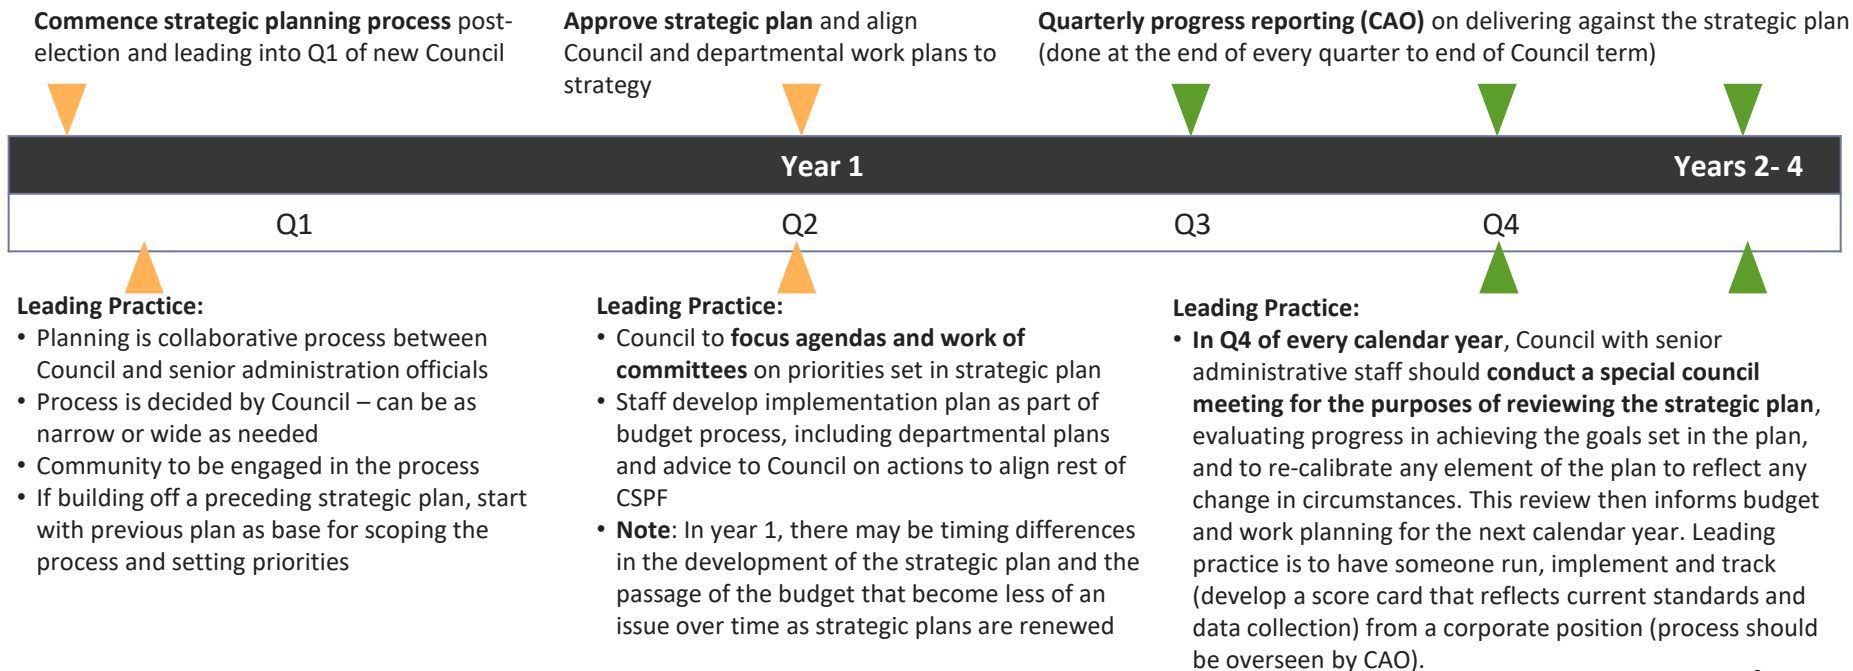 Commence strategic planning process post-
election and leading into Q1 of new Council
Approve strategic plan and align
Council and departmental work plans to
strategy
Quarterly progress reporting (CAO) on delivering against the strategic plan
(done at the end of every quarter to end of Council term)
Year 1
Years 2- 4
Q1
Q2
Q3
Q4
Leading Practice:
• Planning is collaborative process between
Council and senior administration officials
• Process is decided by Council – can be as
narrow or wide as needed
• Community to be engaged in the process
• If building off a preceding strategic plan, start
with previous plan as base for scoping the
process and setting priorities
Leading Practice:
• Council to focus agendas and work of
committees on priorities set in strategic plan
• Staff develop implementation plan as part of
budget process, including departmental plans
and advice to Council on actions to align rest of
CSPF
• Note: In year 1, there may be timing differences
in the development of the strategic plan and the
passage of the budget that become less of an
issue over time as strategic plans are renewed
Leading Practice:
• In Q4 of every calendar year, Council with senior
administrative staff should conduct a special council
meeting for the purposes of reviewing the strategic plan,
evaluating progress in achieving the goals set in the plan,
and to re-calibrate any element of the plan to reflect any
change in circumstances. This review then informs budget
and work planning for the next calendar year. Leading
practice is to have someone run, implement and track
(develop a score card that reflects current standards and
data collection) from a corporate position (process should
be overseen by CAO).